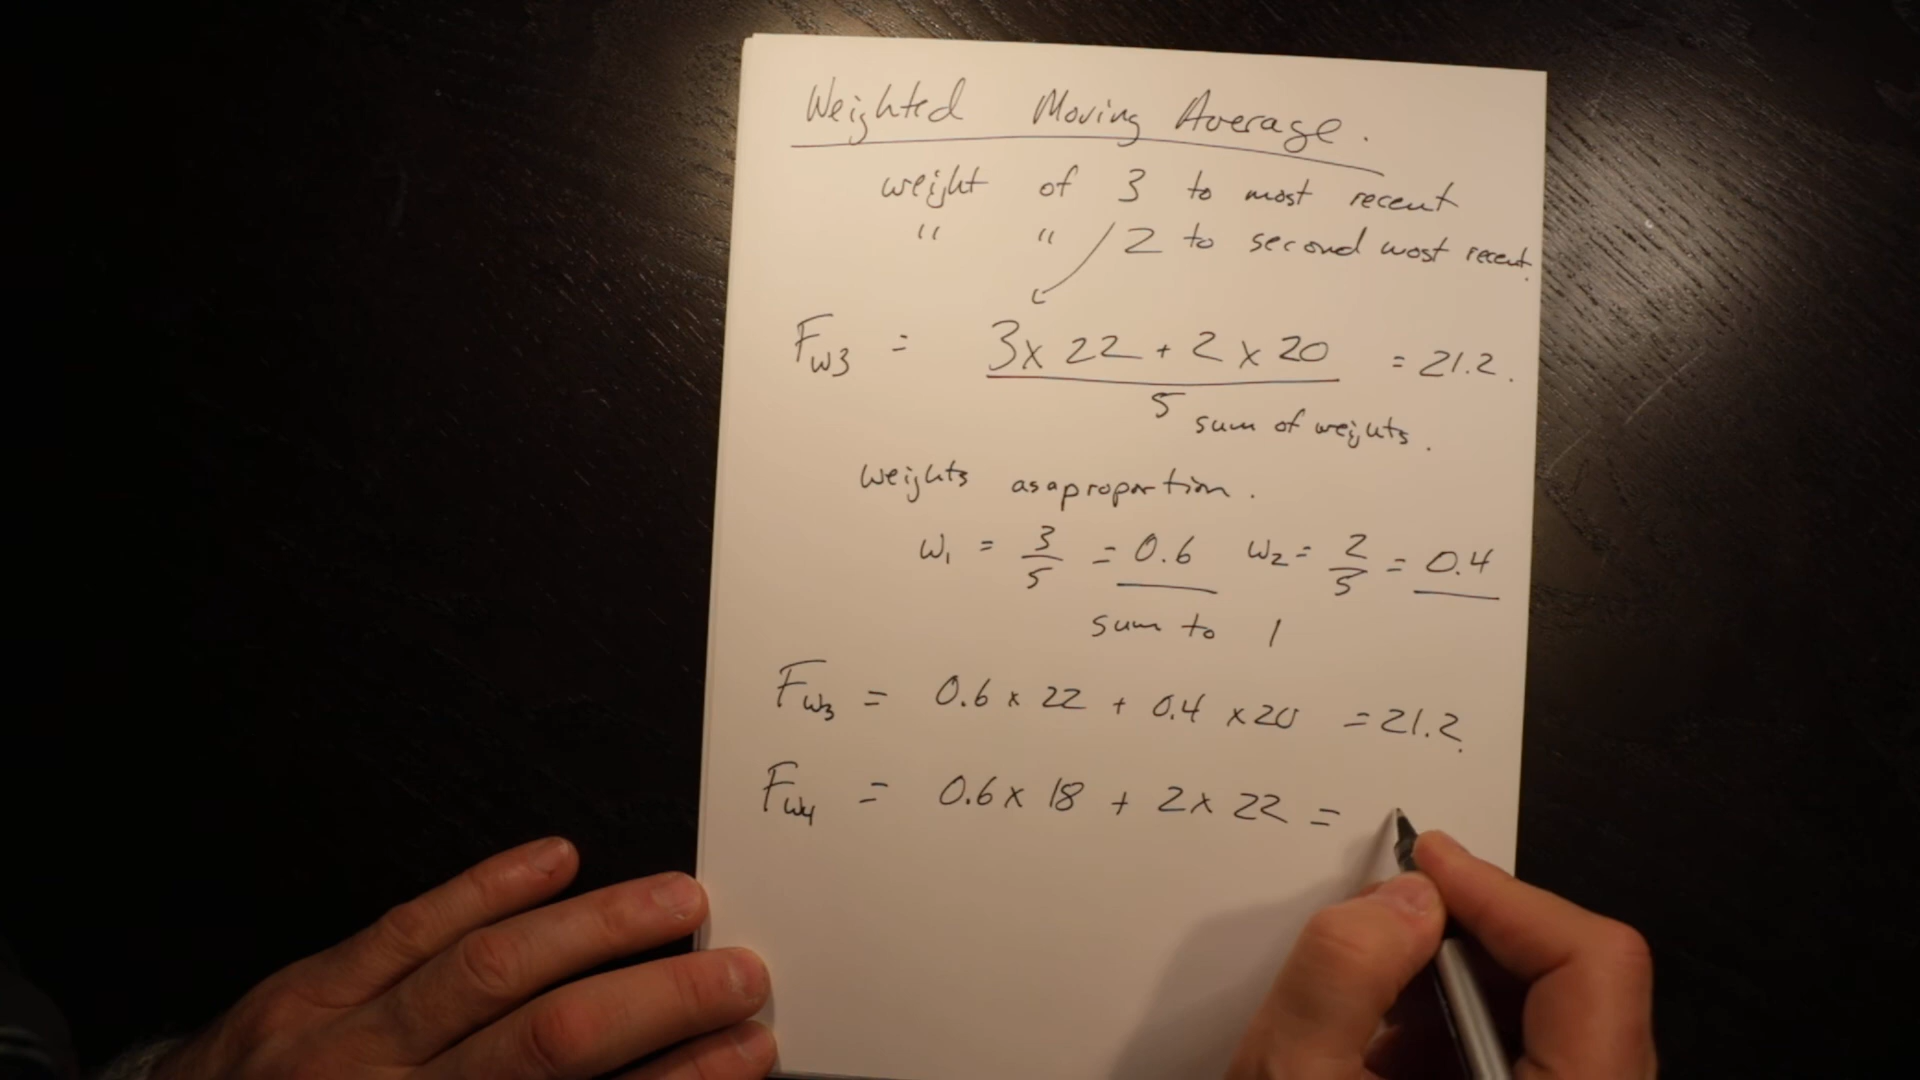 Weighted Moving Average.
weight of 3 to most recent
" " 2 to second most recent.
Fw3 = 3x 22 + 2 x 20 = 21.2.
5 sum of weights.
Weights as a proportion.
w1 = 3/5 = 0.6 w2 = 2/5 = 0.4
sum to 1
Fw3 = 0.6 x 22 + 0.4 x 20 = 21.2.
Fw4 = 0.6 x 18 + 2 x 22 =